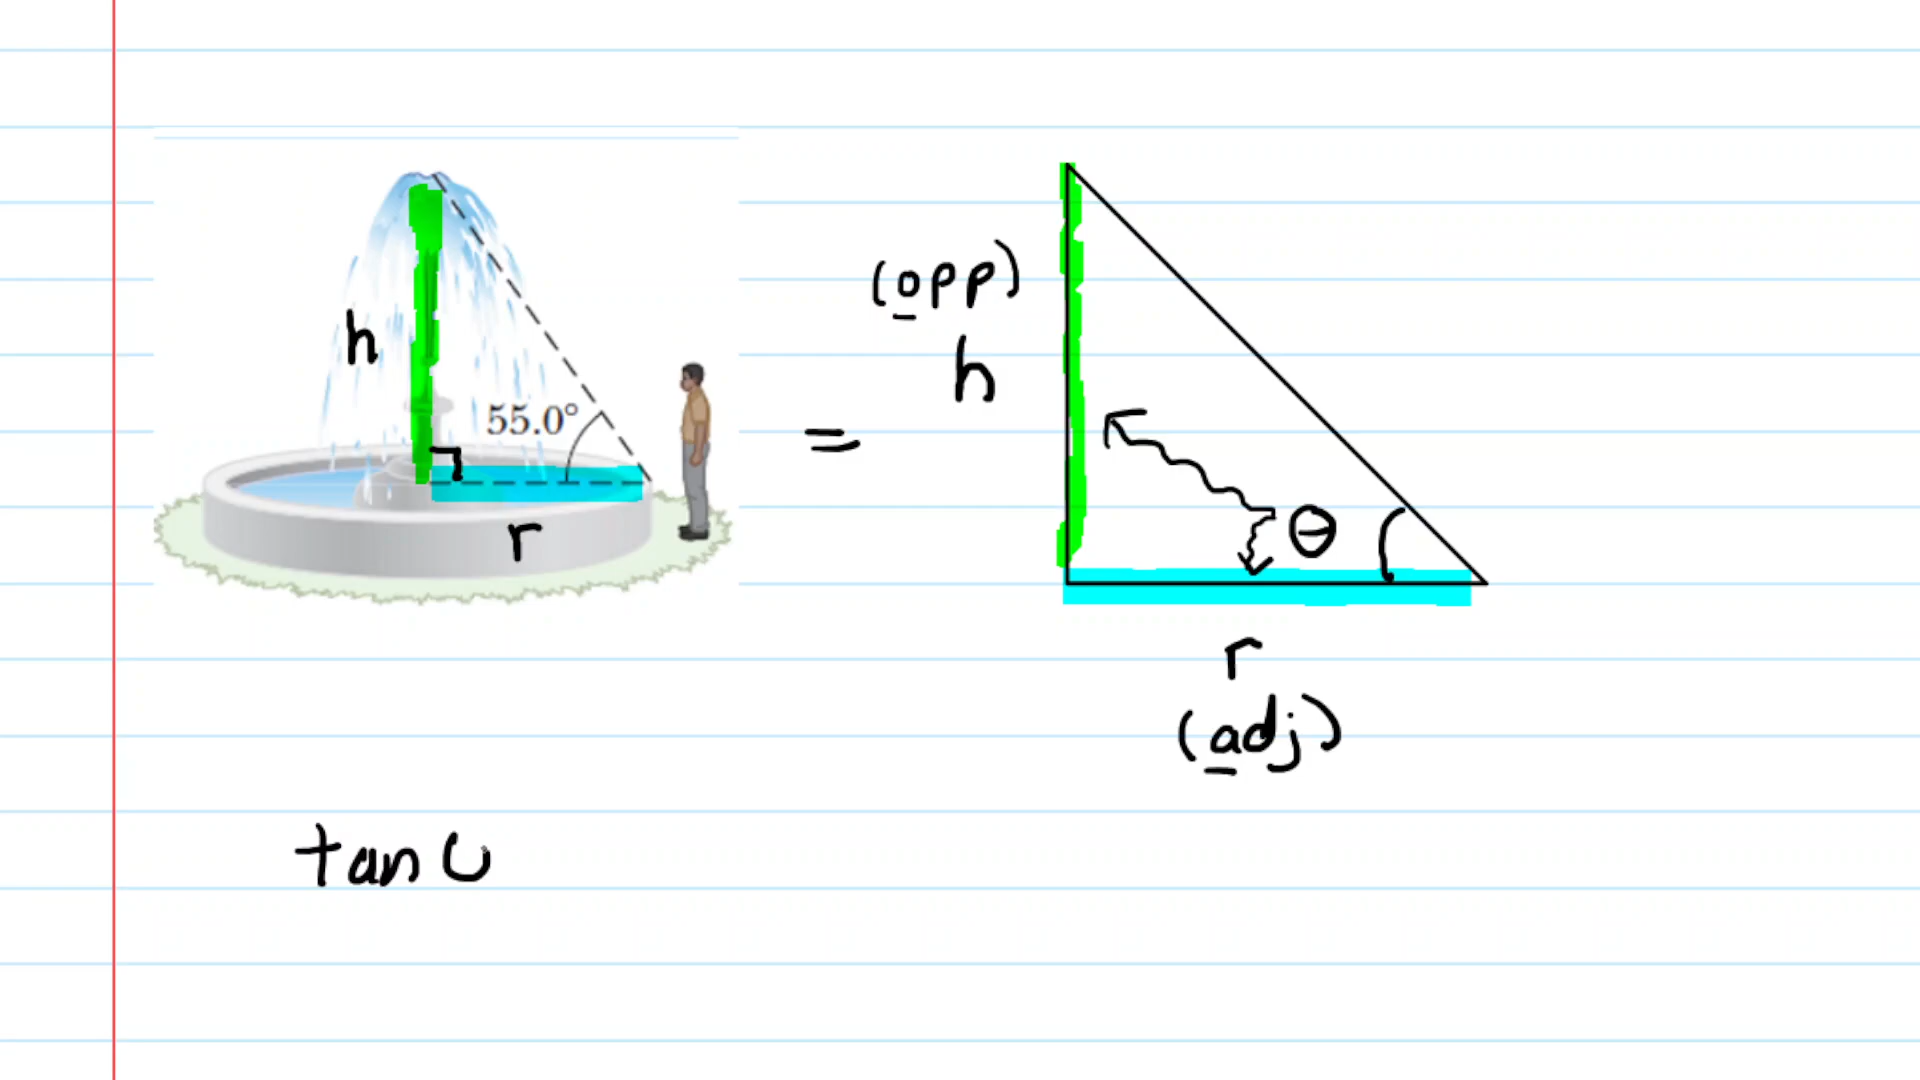 (opp)
h
h
55.0°
=
r
θ
r
(adj)
tan